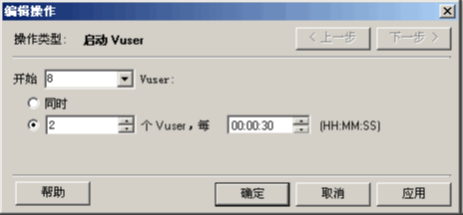 编辑操作
操作类型: 启动 Vuser
< 上一步 下一步 >
开始 8 Vuser:
同时
2 个 Vuser，每 00:00:30 (HH:MM:SS)
帮助 确定 取消 应用